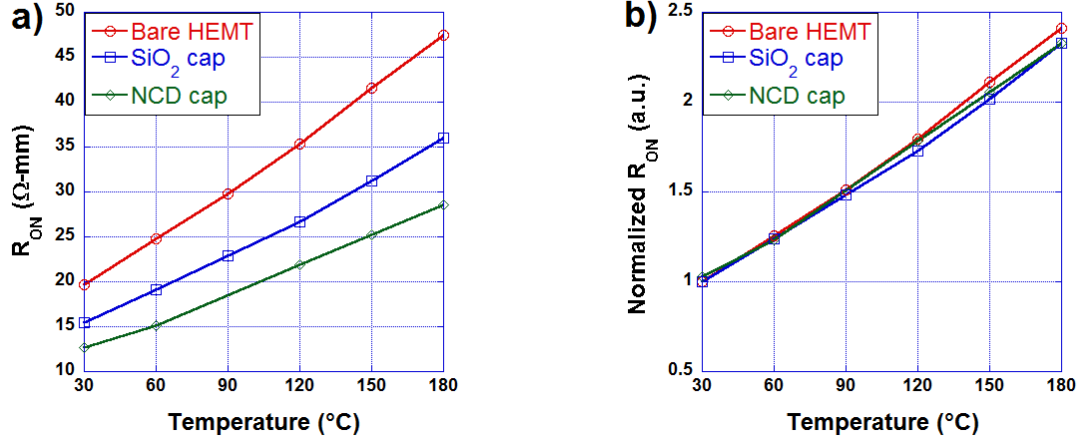 a)
Bare HEMT
SiO₂ cap
NCD cap
R_ON (Ω-mm)
50
45
40
35
30
25
20
15
10
30 60 90 120 150 180
Temperature (°C)
b)
Bare HEMT
SiO₂ cap
NCD cap
Normalized R_ON (a.u.)
2.5
2
1.5
1
0.5
30 60 90 120 150 180
Temperature (°C)